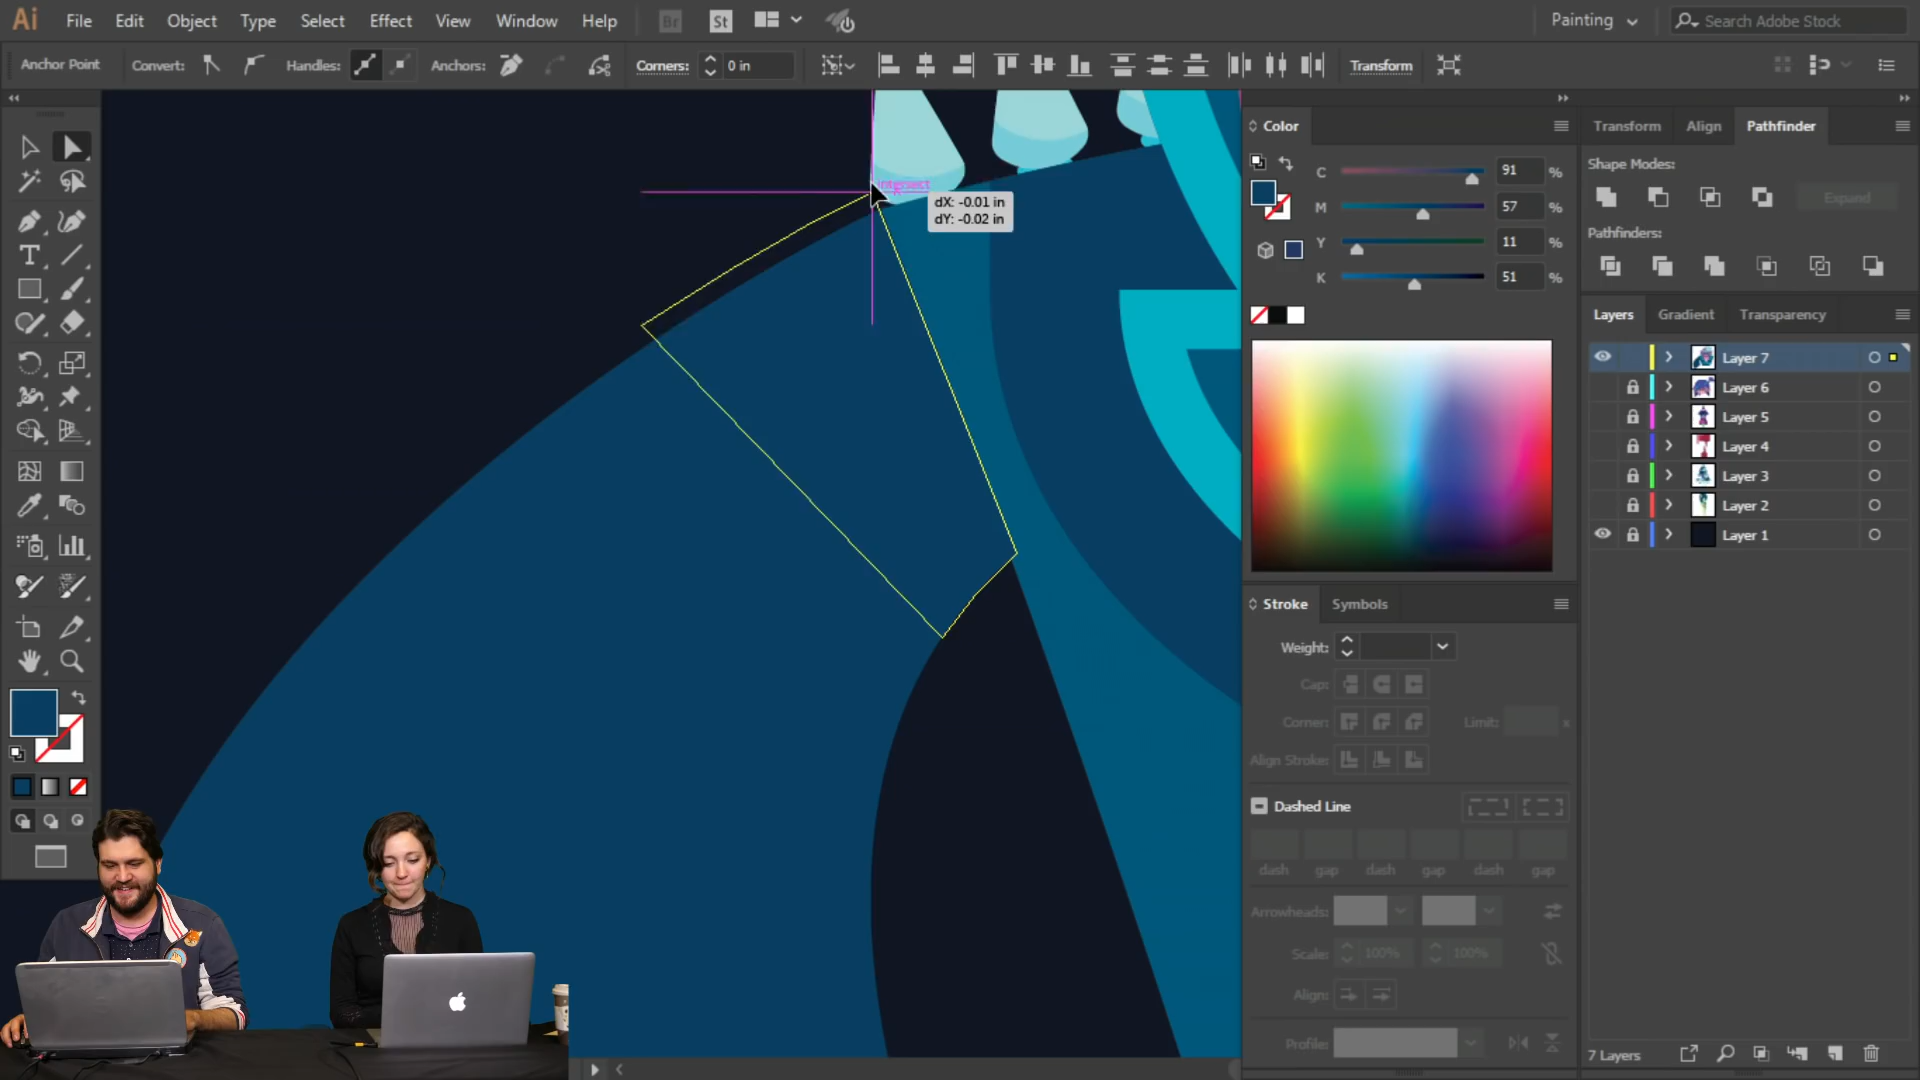 Ai File Edit Object Type Select Effect View Window Help Br St Painting Search Adobe Stock
Anchor Point Convert: Handles: Anchors: Corners: 0 in Transform
Color
C 91 %
M 57 %
Y 11 %
K 51 %
Transform Align Pathfinder
Shape Modes:
Expand
Pathfinders:
intersect
dX: -0.01 in
dY: -0.02 in
Layers Gradient Transparency
Layer 7
Layer 6
Layer 5
Layer 4
Layer 3
Layer 2
Layer 1
Stroke Symbols
Weight:
Cap:
Corner: Limit: x
Align Stroke:
Dashed Line
dash gap dash gap dash gap
Arrowheads:
Scale: 100% 100%
Align:
Profile:
7 Layers